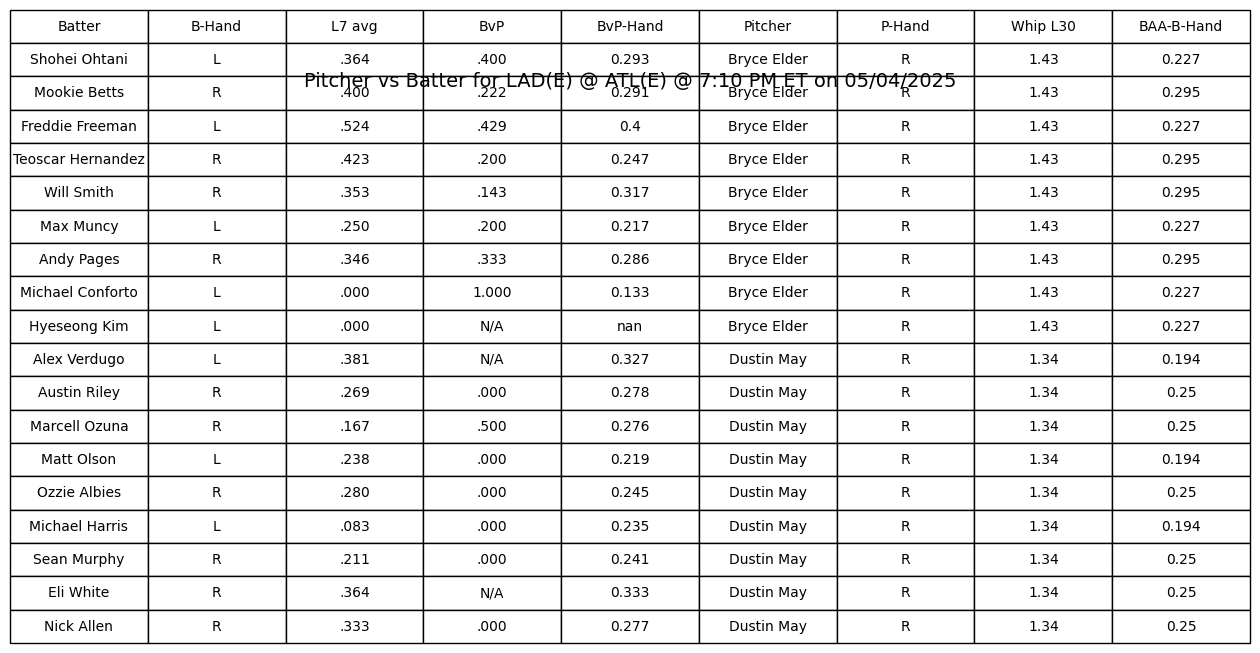 Batter B-Hand L7 avg BvP BvP-Hand Pitcher P-Hand Whip L30 BAA-B-Hand
Shohei Ohtani L .364 .400 0.293 Bryce Elder R 1.43 0.227
Pitcher vs Batter for LAD(E) @ ATL(E) @ 7:10 PM ET on 05/04/2025
Mookie Betts R .400 .222 0.291 Bryce Elder R 1.43 0.295
Freddie Freeman L .524 .429 0.4 Bryce Elder R 1.43 0.227
Teoscar Hernandez R .423 .200 0.247 Bryce Elder R 1.43 0.295
Will Smith R .353 .143 0.317 Bryce Elder R 1.43 0.295
Max Muncy L .250 .200 0.217 Bryce Elder R 1.43 0.227
Andy Pages R .346 .333 0.286 Bryce Elder R 1.43 0.295
Michael Conforto L .000 1.000 0.133 Bryce Elder R 1.43 0.227
Hyeseong Kim L .000 N/A nan Bryce Elder R 1.43 0.227
Alex Verdugo L .381 N/A 0.327 Dustin May R 1.34 0.194
Austin Riley R .269 .000 0.278 Dustin May R 1.34 0.25
Marcell Ozuna R .167 .500 0.276 Dustin May R 1.34 0.25
Matt Olson L .238 .000 0.219 Dustin May R 1.34 0.194
Ozzie Albies R .280 .000 0.245 Dustin May R 1.34 0.25
Michael Harris L .083 .000 0.235 Dustin May R 1.34 0.194
Sean Murphy R .211 .000 0.241 Dustin May R 1.34 0.25
Eli White R .364 N/A 0.333 Dustin May R 1.34 0.25
Nick Allen R .333 .000 0.277 Dustin May R 1.34 0.25